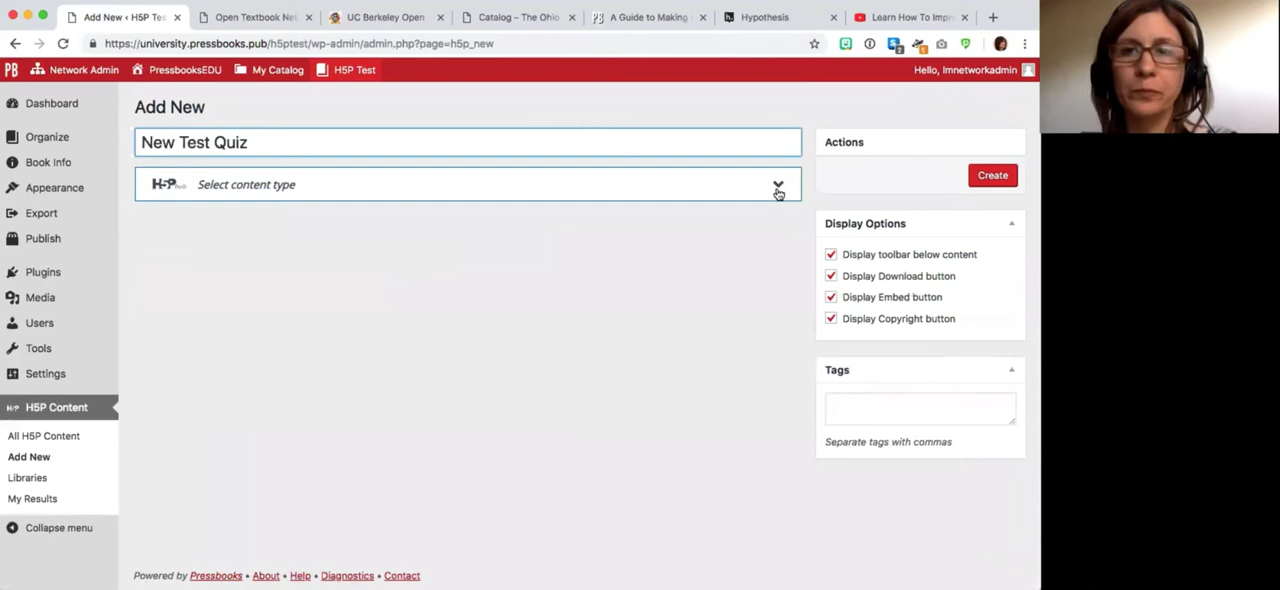 Add New ‹ H5P Tes
Open Textbook Net
UC Berkeley Open
Catalog – The Ohio
A Guide to Making
Hypothesis
Learn How To Impr
https://university.pressbooks.pub/h5ptest/wp-admin/admin.php?page=h5p_new
PB
Network Admin
PressbooksEDU
My Catalog
H5P Test
Hello, lmnetworkadmin
Dashboard
Organize
Book Info
Appearance
Export
Publish
Plugins
Media
Users
Tools
Settings
H5P Content
All H5P Content
Add New
Libraries
My Results
Collapse menu
Add New
New Test Quiz
H5P Select content type
Actions
Create
Display Options
Display toolbar below content
Display Download button
Display Embed button
Display Copyright button
Tags
Separate tags with commas
Powered by Pressbooks • About • Help • Diagnostics • Contact